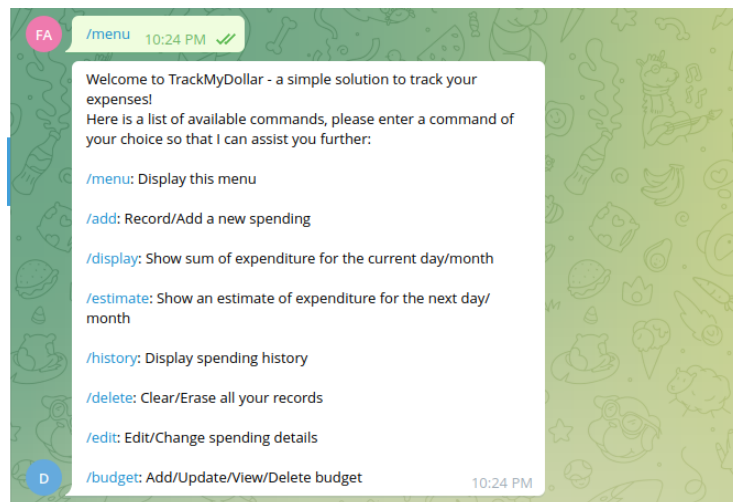 FA
/menu 10:24 PM
Welcome to TrackMyDollar - a simple solution to track your
expenses!
Here is a list of available commands, please enter a command of
your choice so that I can assist you further:
/menu: Display this menu
/add: Record/Add a new spending
/display: Show sum of expenditure for the current day/month
/estimate: Show an estimate of expenditure for the next day/
month
/history: Display spending history
/delete: Clear/Erase all your records
/edit: Edit/Change spending details
/budget: Add/Update/View/Delete budget
D
10:24 PM